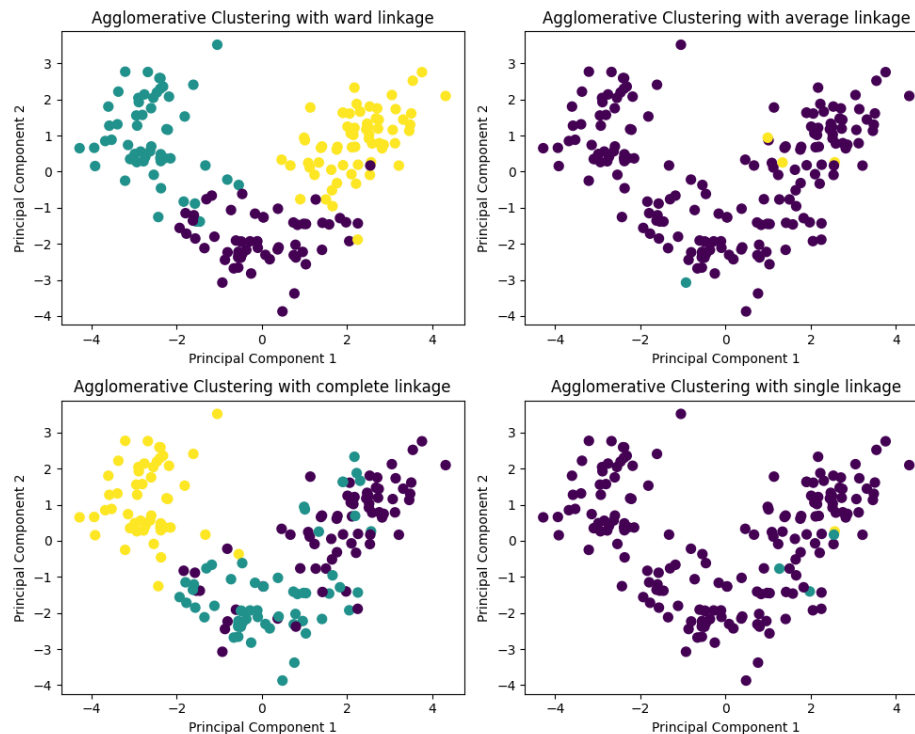 Agglomerative Clustering with ward linkage
Agglomerative Clustering with average linkage
3
2
1
0
−1
−2
−3
−4
Principal Component 2
−4 −2 0 2 4
Principal Component 1
3
2
1
0
−1
−2
−3
−4
Principal Component 2
−4 −2 0 2 4
Principal Component 1
Agglomerative Clustering with complete linkage
Agglomerative Clustering with single linkage
3
2
1
0
−1
−2
−3
−4
Principal Component 2
−4 −2 0 2 4
Principal Component 1
3
2
1
0
−1
−2
−3
−4
Principal Component 2
−4 −2 0 2 4
Principal Component 1